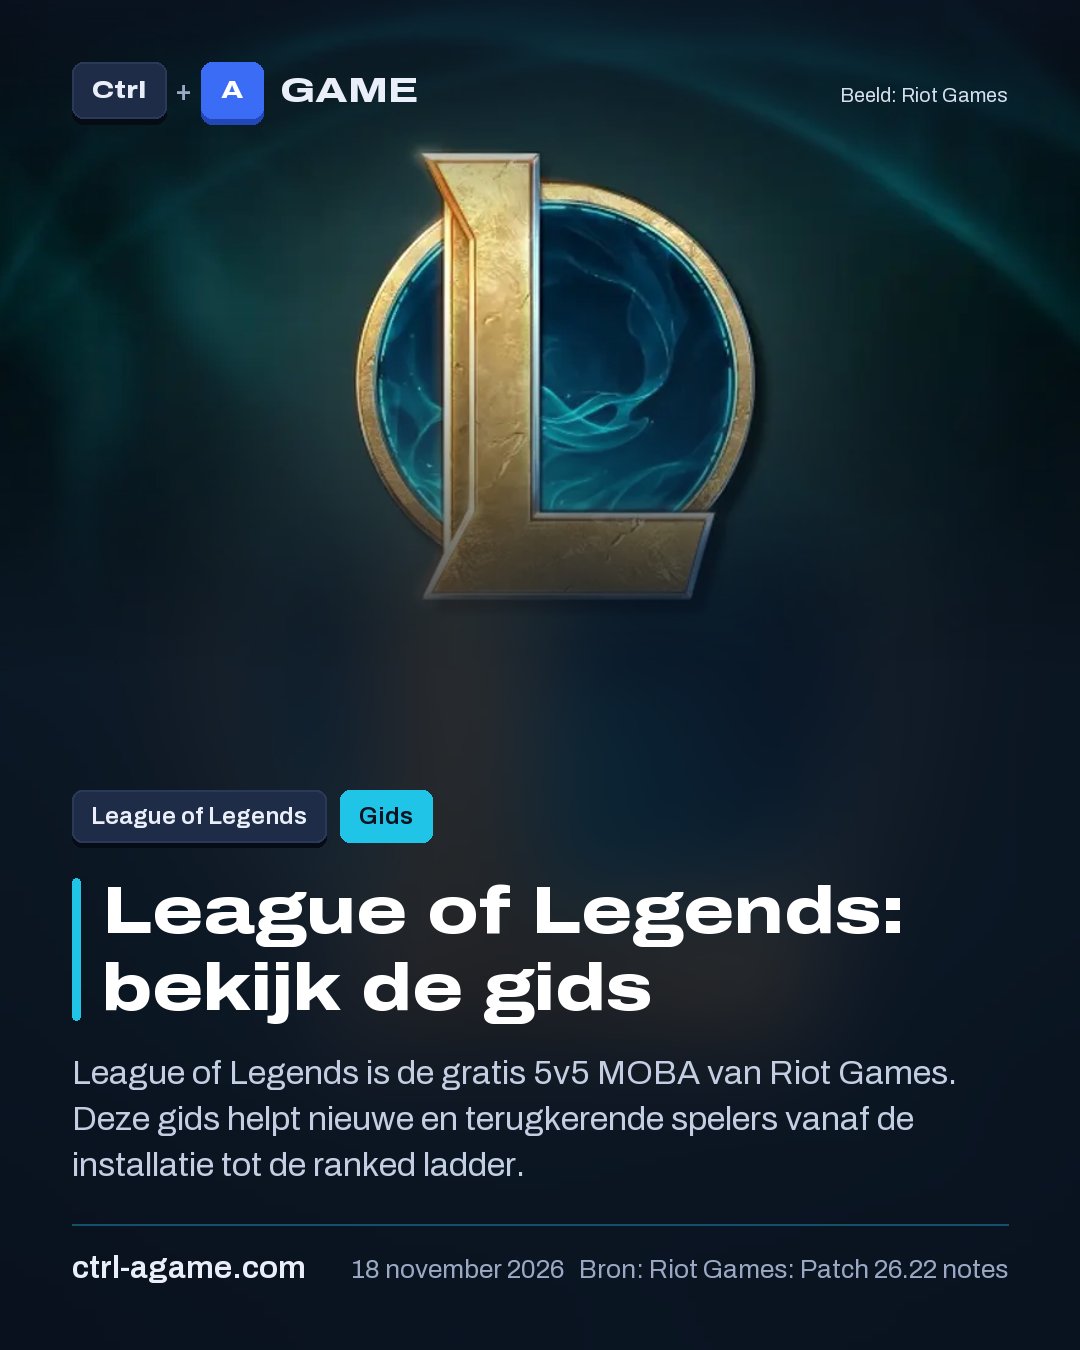 Ctrl + A GAME
Beeld: Riot Games
League of Legends Gids
League of Legends:
bekijk de gids
League of Legends is de gratis 5v5 MOBA van Riot Games.
Deze gids helpt nieuwe en terugkerende spelers vanaf de
installatie tot de ranked ladder.
ctrl-agame.com 18 november 2026 Bron: Riot Games: Patch 26.22 notes